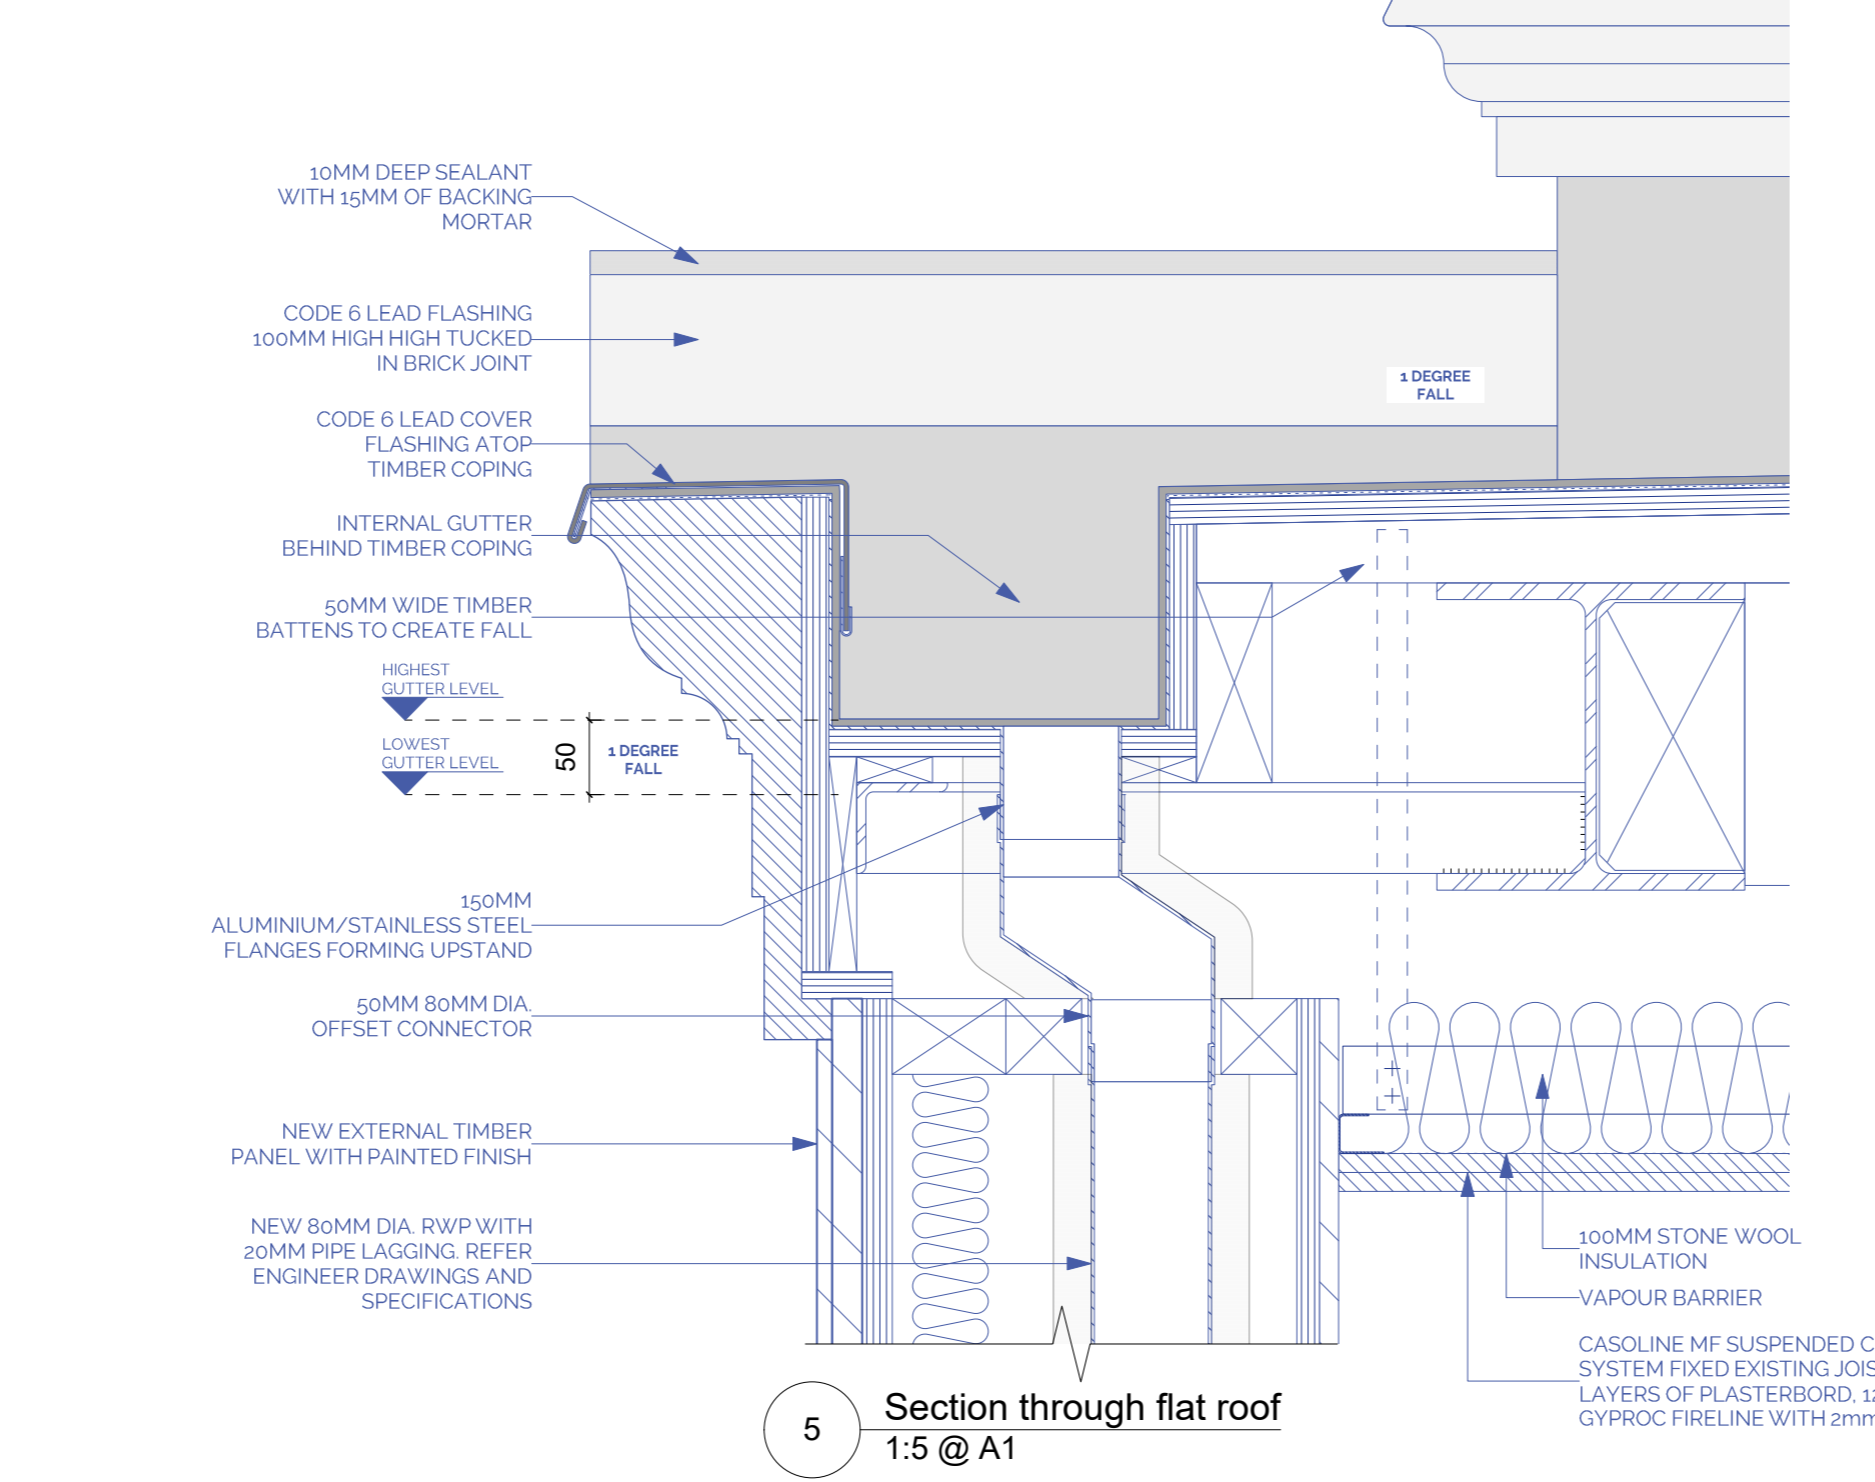 10MM DEEP SEALANT
WITH 15MM OF BACKING
MORTAR
CODE 6 LEAD FLASHING
100MM HIGH HIGH TUCKED
IN BRICK JOINT
1 DEGREE
FALL
CODE 6 LEAD COVER
FLASHING ATOP
TIMBER COPING
INTERNAL GUTTER
BEHIND TIMBER COPING
50MM WIDE TIMBER
BATTENS TO CREATE FALL
HIGHEST
GUTTER LEVEL
LOWEST
GUTTER LEVEL
50
1 DEGREE
FALL
150MM
ALUMINIUM/STAINLESS STEEL
FLANGES FORMING UPSTAND
50MM 80MM DIA.
OFFSET CONNECTOR
NEW EXTERNAL TIMBER
PANEL WITH PAINTED FINISH
NEW 80MM DIA. RWP WITH
20MM PIPE LAGGING. REFER
ENGINEER DRAWINGS AND
SPECIFICATIONS
100MM STONE WOOL
INSULATION
VAPOUR BARRIER
CASOLINE MF SUSPENDED C
SYSTEM FIXED EXISTING JOIS
LAYERS OF PLASTERBORD, 12
GYPROC FIRELINE WITH 2mm
5
Section through flat roof
1:5 @ A1